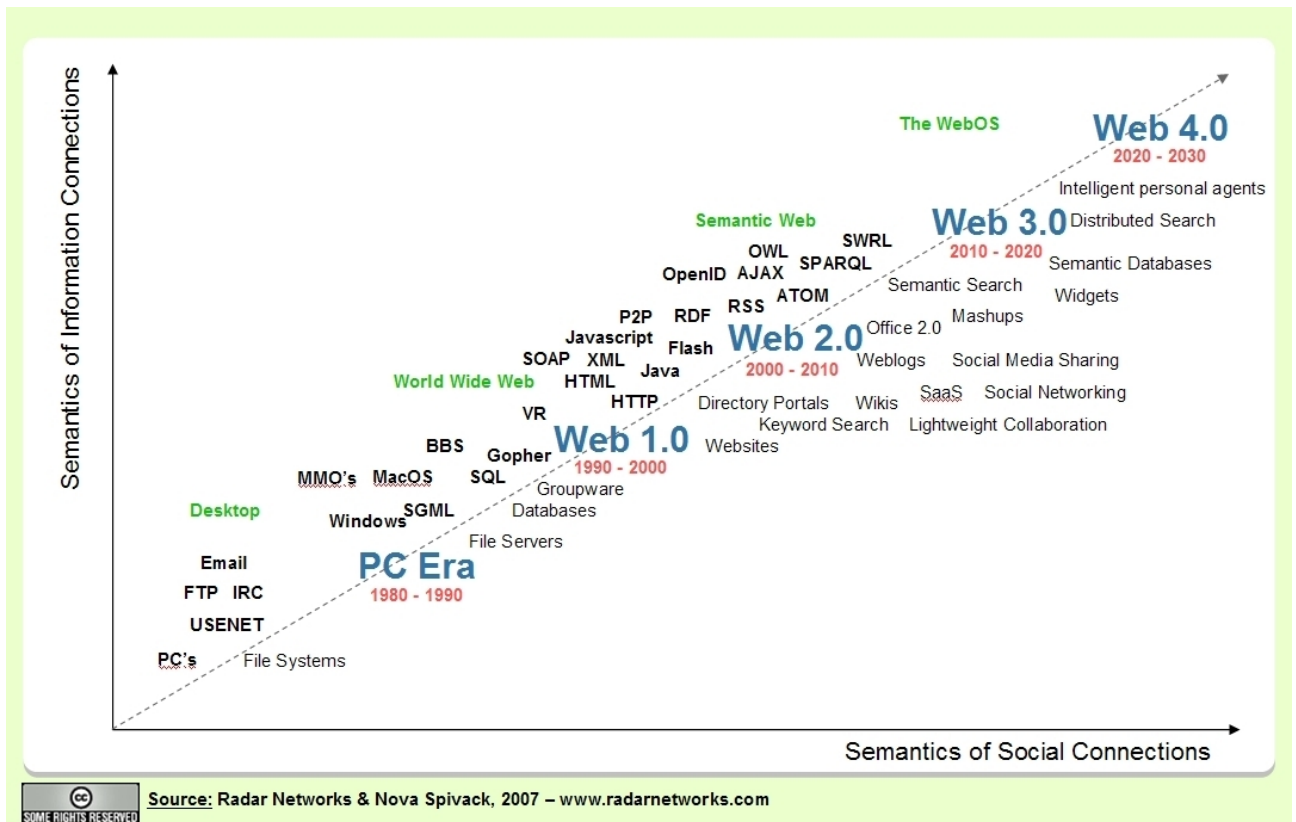 Semantics of Information Connections
The WebOS
Web 4.0
2020 - 2030
Intelligent personal agents
Semantic Web
Web 3.0
Distributed Search
2010 - 2020
SWRL
OWL
SPARQL
Semantic Databases
OpenID
AJAX
Semantic Search
ATOM
Widgets
RSS
P2P
RDF
Mashups
Office 2.0
Javascript
Web 2.0
Flash
SOAP
XML
Weblogs
Social Media Sharing
Java
2000 - 2010
World Wide Web
HTML
SaaS
Social Networking
HTTP
Directory Portals
Wikis
VR
Keyword Search
Lightweight Collaboration
Web 1.0
BBS
Websites
Gopher
1990 - 2000
MMO's
MacOS
SQL
Groupware
Desktop
SGML
Databases
Windows
File Servers
Email
PC Era
FTP
IRC
1980 - 1990
USENET
PC's
File Systems
Semantics of Social Connections
cc
SOME RIGHTS RESERVED
Source: Radar Networks & Nova Spivack, 2007 – www.radarnetworks.com